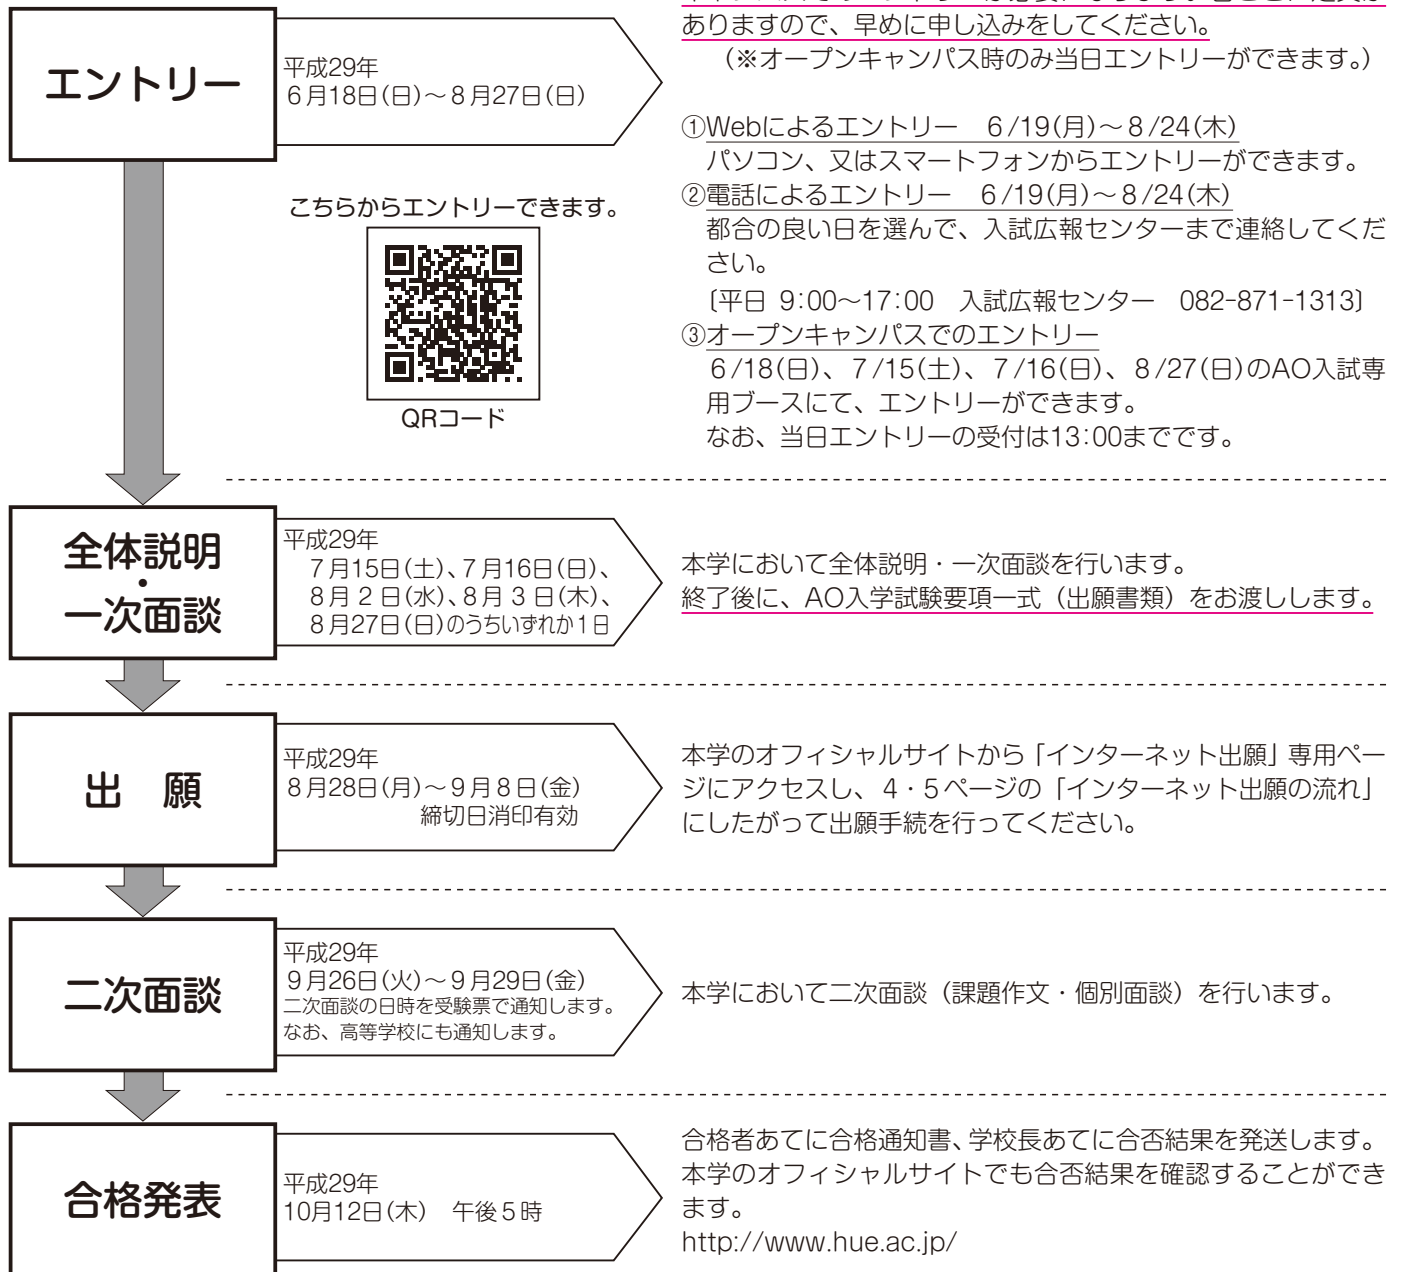 ありますので、早めに申し込みをしてください。
（※オープンキャンパス時のみ当日エントリーができます。）
エントリー
平成29年
６月18日(日)～８月27日(日)
①Webによるエントリー　６/19(月)～８/24(木)
パソコン、又はスマートフォンからエントリーができます。
②電話によるエントリー　６/19(月)～８/24(木)
都合の良い日を選んで、入試広報センターまで連絡してくだ
さい。
〔平日 9:00～17:00　入試広報センター　082-871-1313〕
③オープンキャンパスでのエントリー
６/18(日)、７/15(土)、７/16(日)、８/27(日)のAO入試専
用ブースにて、エントリーができます。
なお、当日エントリーの受付は13:00までです。
こちらからエントリーできます。
QRコード
全体説明
・
一次面談
平成29年
７月15日(土)、７月16日(日)、
８月２日(水)、８月３日(木)、
８月27日(日)のうちいずれか１日
本学において全体説明・一次面談を行います。
終了後に、AO入学試験要項一式（出願書類）をお渡しします。
出　願
平成29年
８月28日(月)～９月８日(金)
締切日消印有効
本学のオフィシャルサイトから「インターネット出願」専用ペー
ジにアクセスし、４・５ページの「インターネット出願の流れ」
にしたがって出願手続を行ってください。
二次面談
平成29年
９月26日(火)～９月29日(金)
二次面談の日時を受験票で通知します。
なお、高等学校にも通知します。
本学において二次面談（課題作文・個別面談）を行います。
合格発表
平成29年
10月12日(木)　午後５時
合格者あてに合格通知書、学校長あてに合否結果を発送します。
本学のオフィシャルサイトでも合否結果を確認することができ
ます。
http://www.hue.ac.jp/